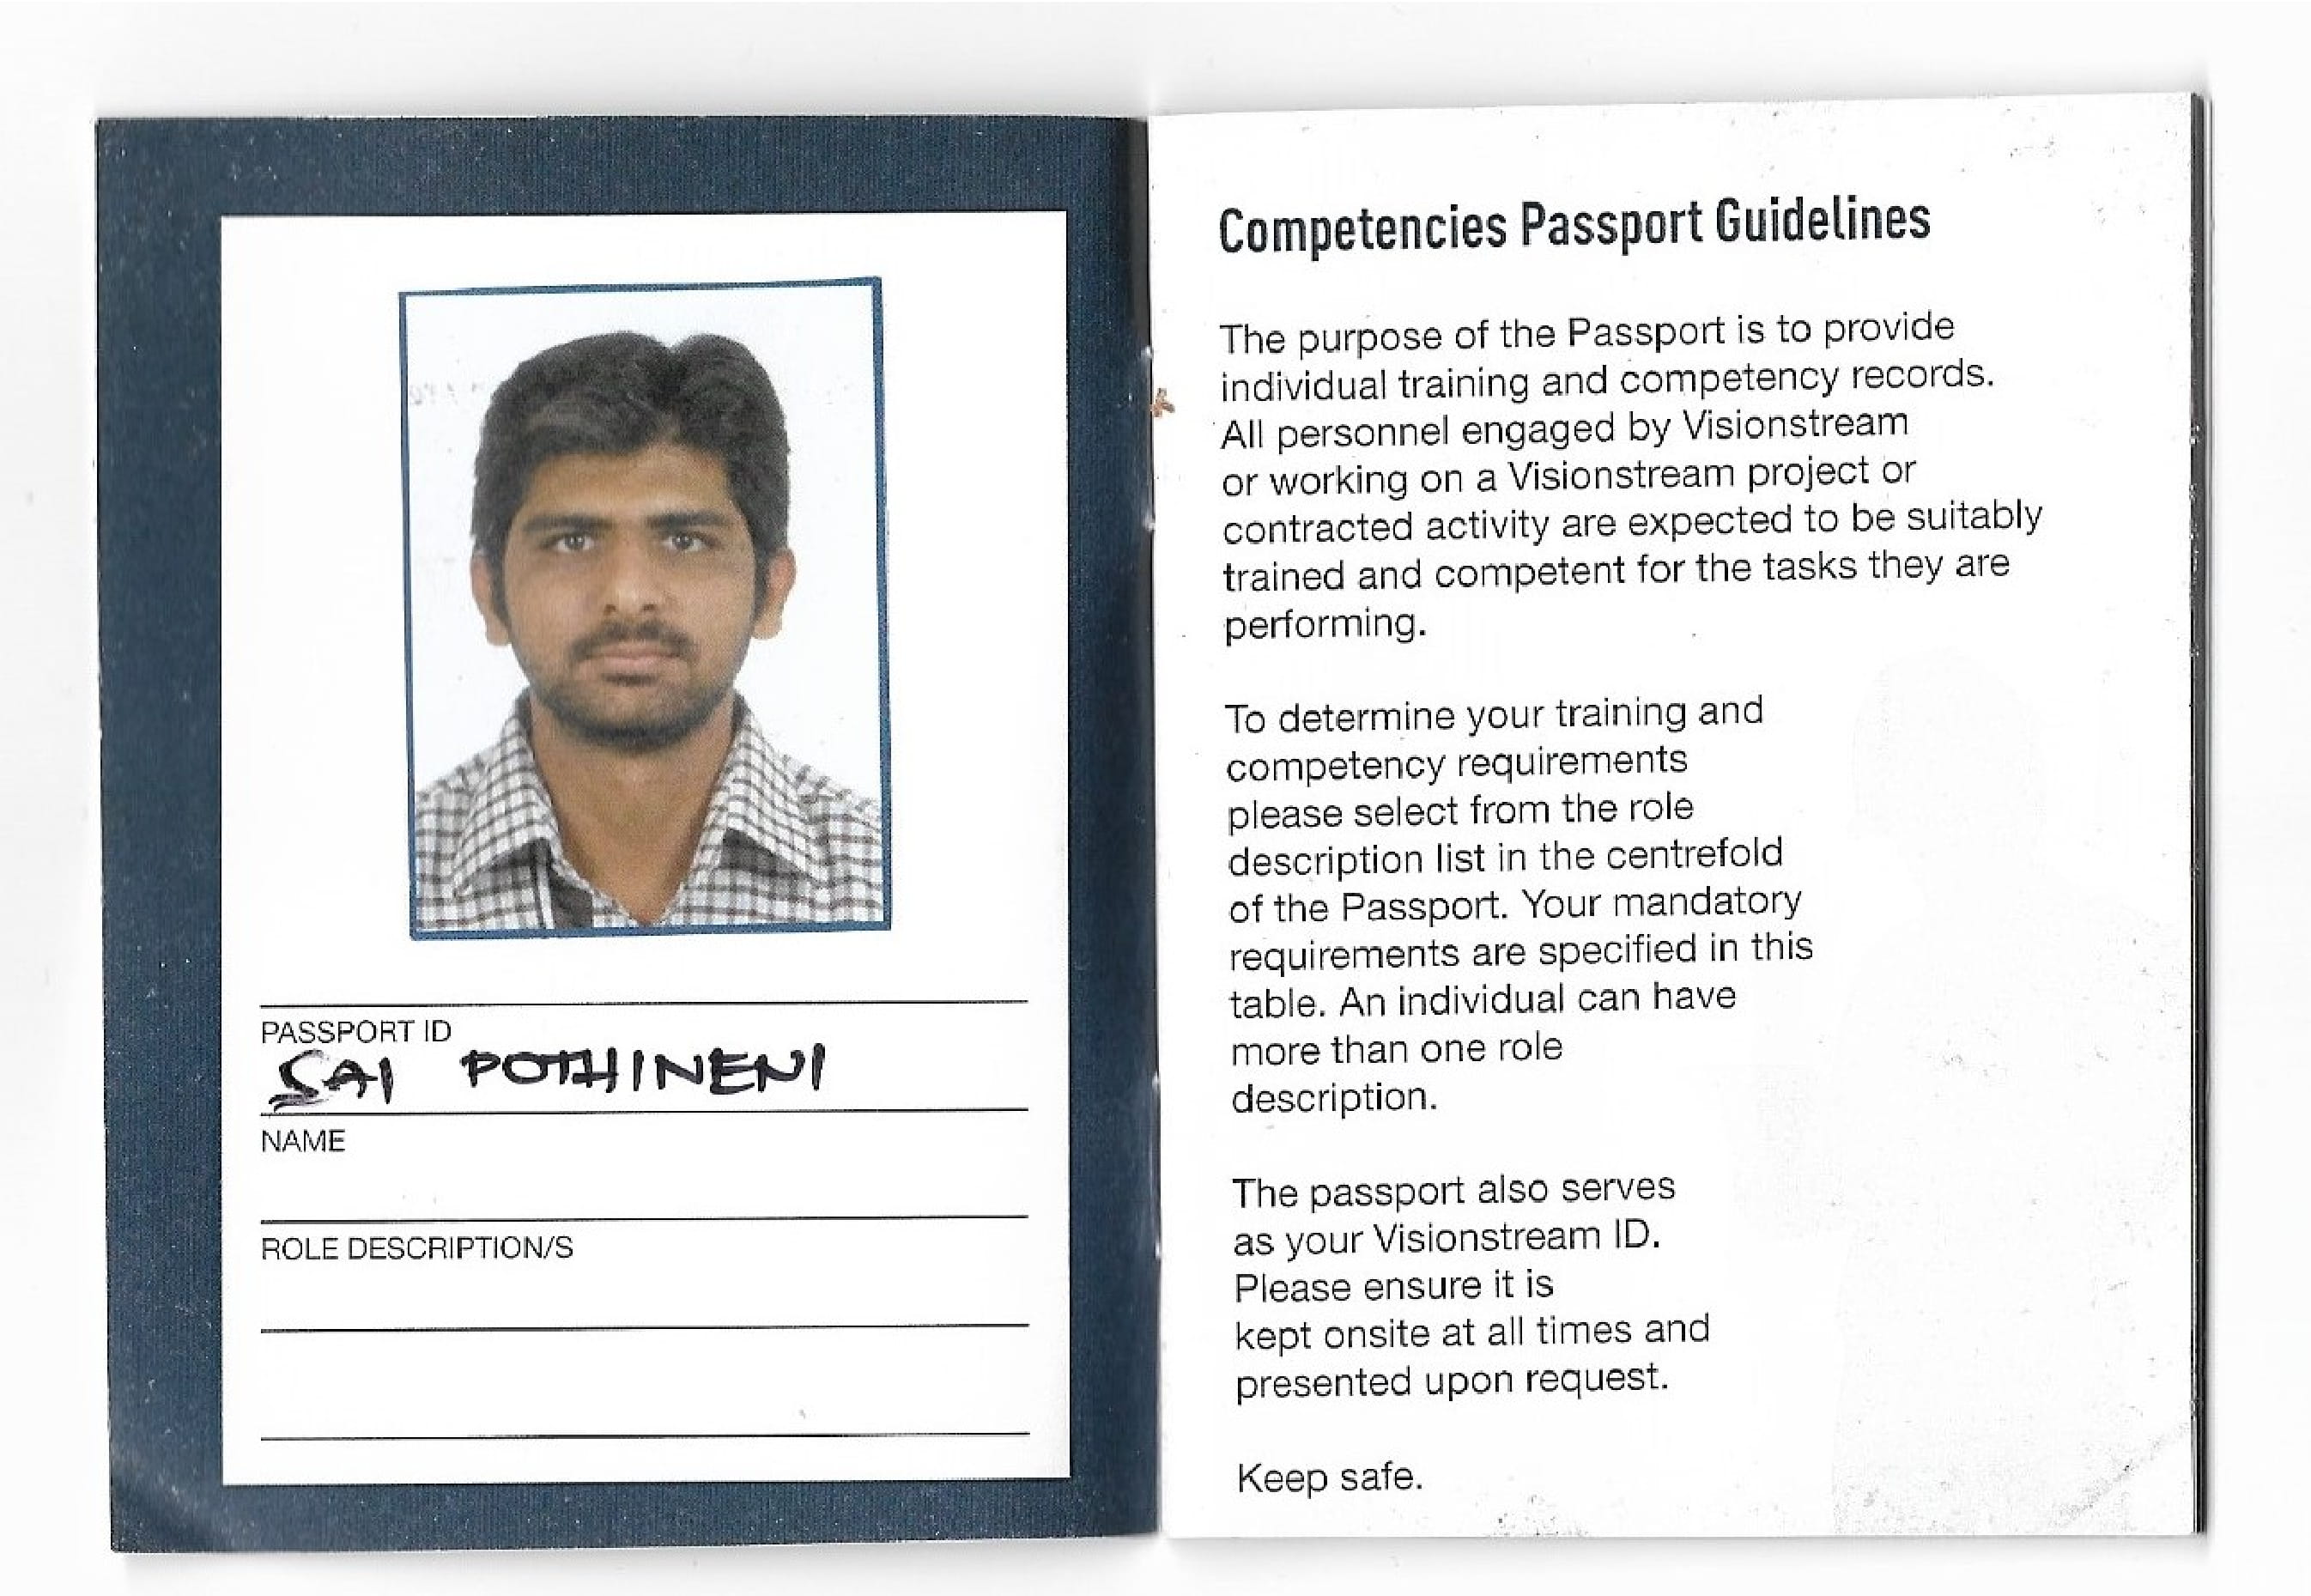 PASSPORT ID
SAI POTHINENI
NAME
ROLE DESCRIPTION/S
Competencies Passport Guidelines
The purpose of the Passport is to provide
individual training and competency records.
All personnel engaged by Visionstream
or working on a Visionstream project or
contracted activity are expected to be suitably
trained and competent for the tasks they are
performing.
To determine your training and
competency requirements
please select from the role
description list in the centrefold
of the Passport. Your mandatory
requirements are specified in this
table. An individual can have
more than one role
description.
The passport also serves
as your Visionstream ID.
Please ensure it is
kept onsite at all times and
presented upon request.
Keep safe.